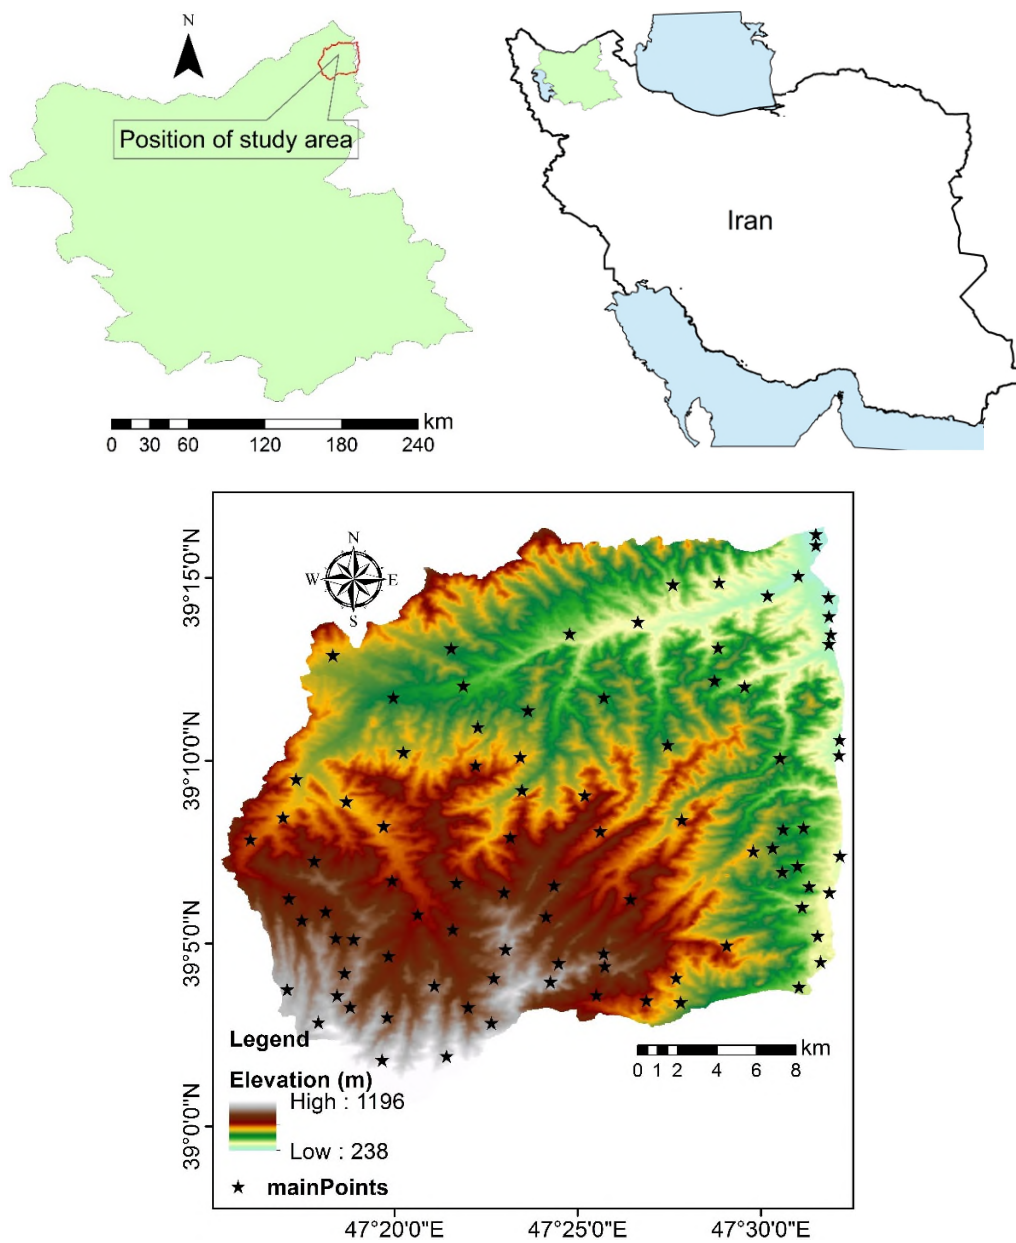 N
Position of study area
km
0 15 30 60 120 180 240
Iran
39°15'0"N
39°10'0"N
39°5'0"N
39°0'0"N
N
W E
S
Legend
Elevation (m)
High : 1196
Low : 238
mainPoints
km
0 1 2 4 6 8
47°20'0"E 47°25'0"E 47°30'0"E